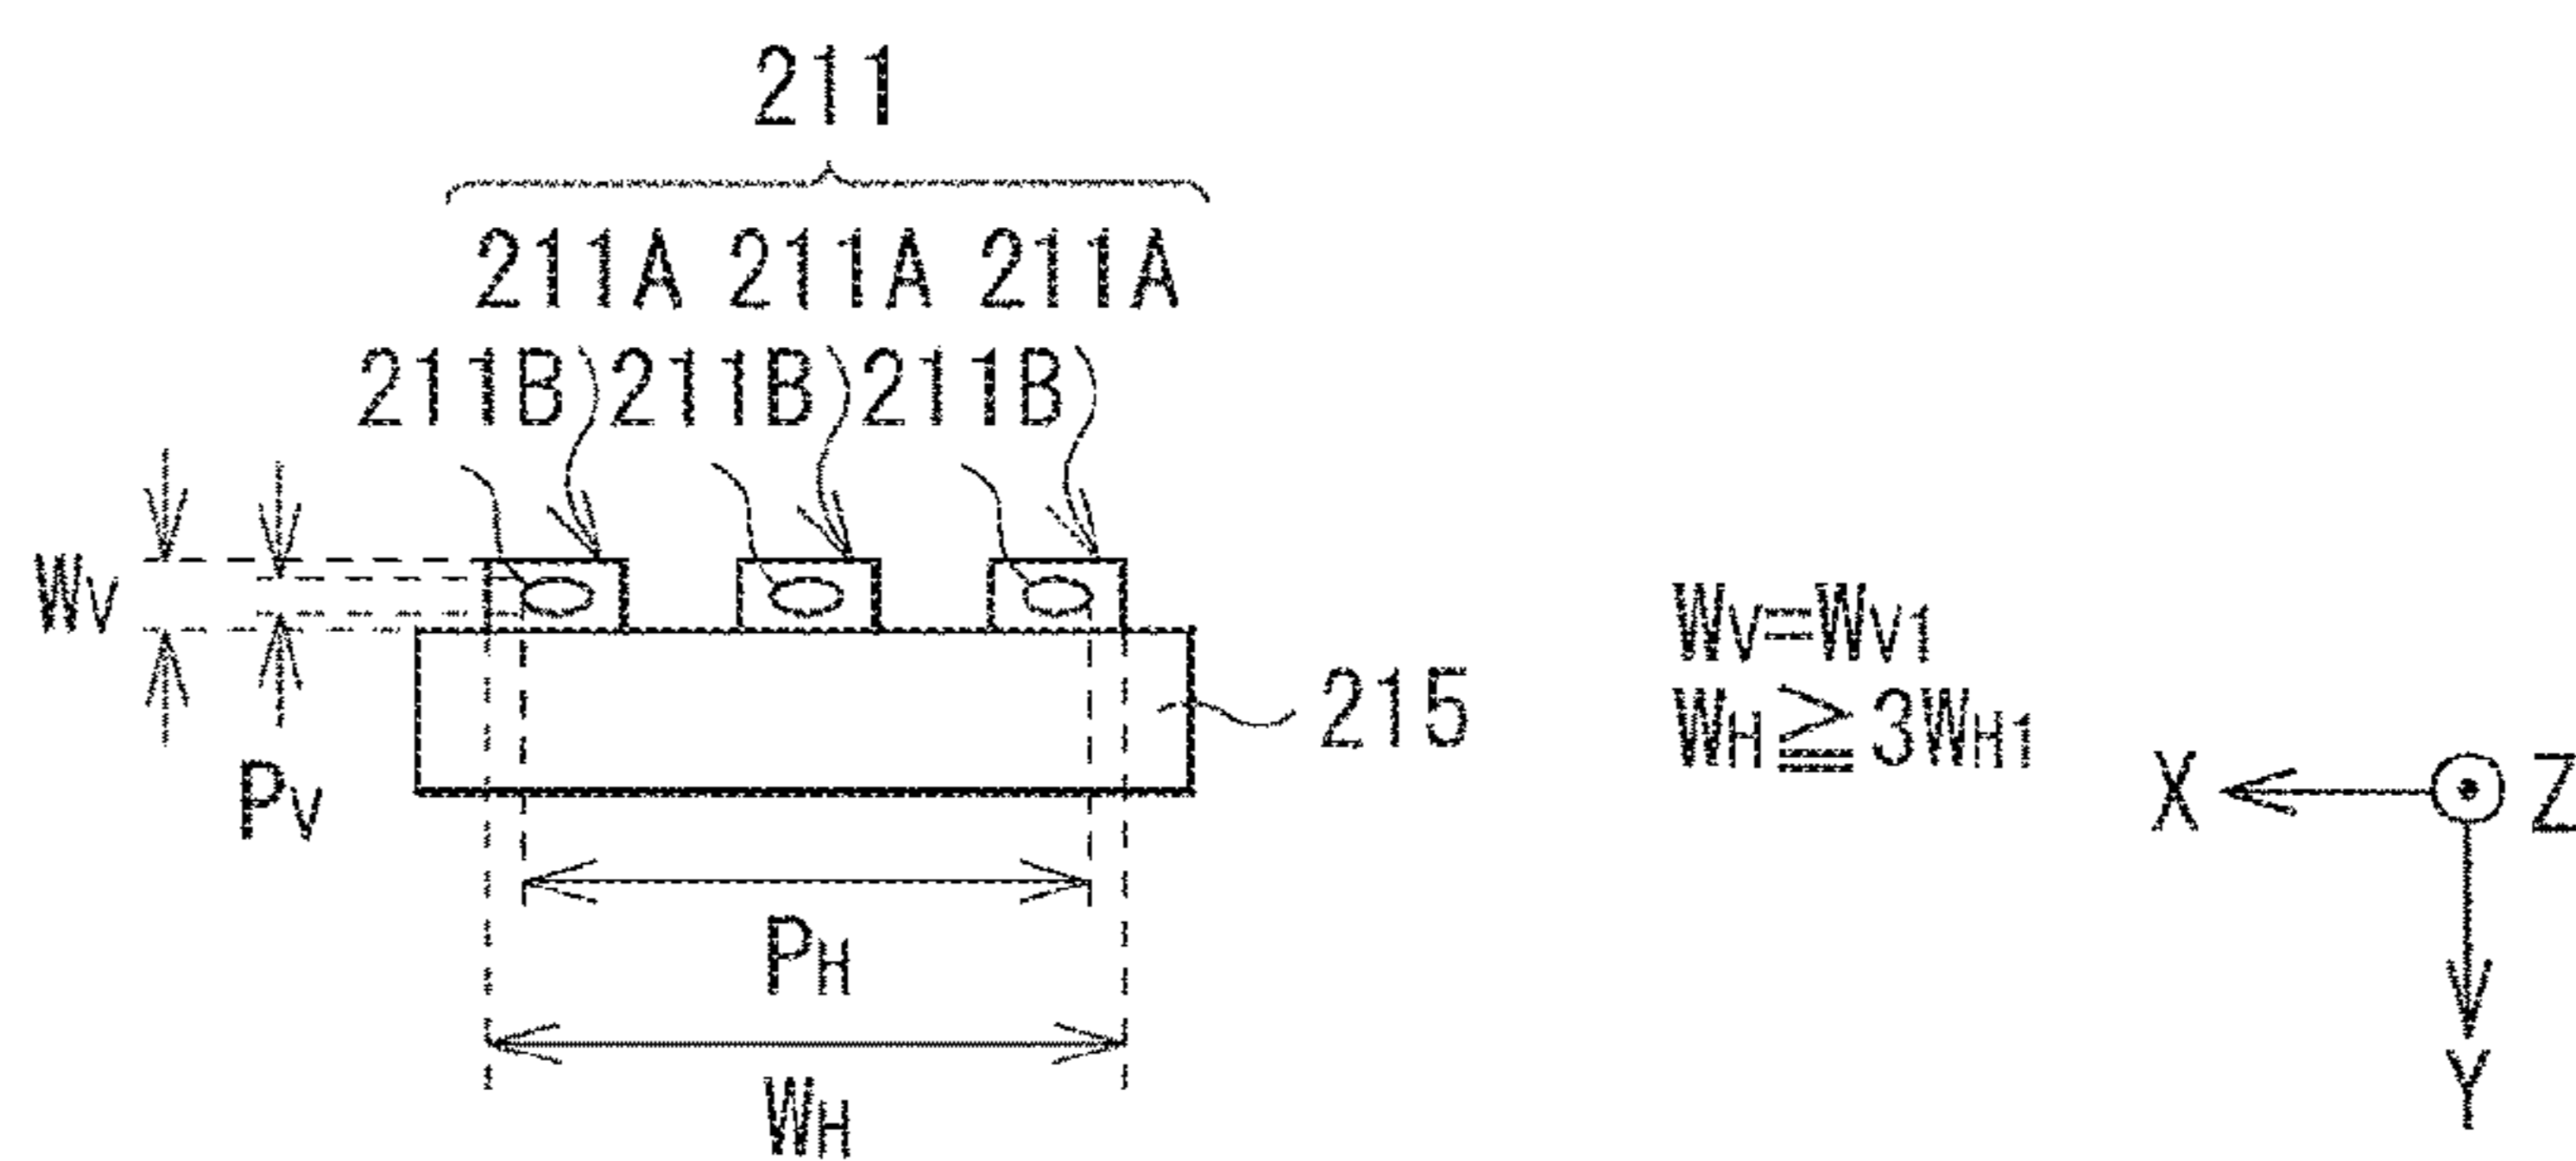 211
211A 211A 211A
211B 211B 211B
WV
PV
215
WV=WV1
WH≧3WH1
X
Z
Y
PH
WH